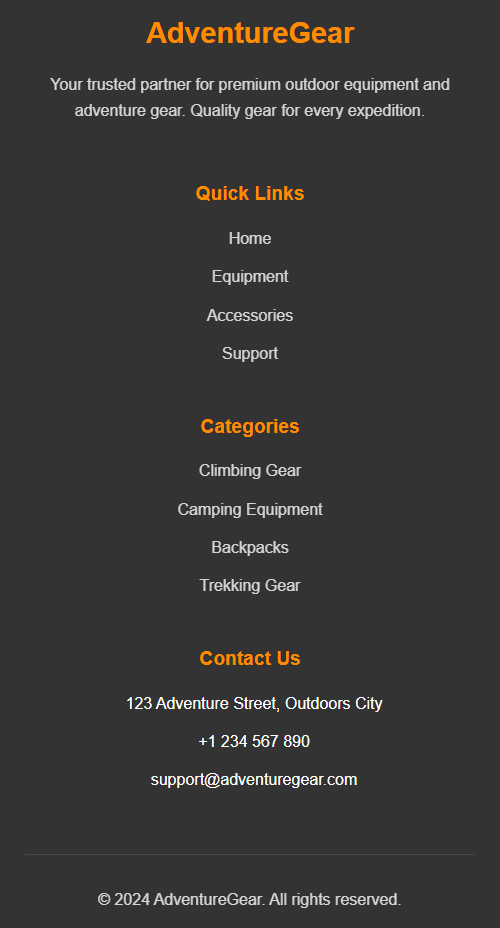 AdventureGear
Your trusted partner for premium outdoor equipment and
adventure gear. Quality gear for every expedition.
Quick Links
Home
Equipment
Accessories
Support
Categories
Climbing Gear
Camping Equipment
Backpacks
Trekking Gear
Contact Us
123 Adventure Street, Outdoors City
+1 234 567 890
support@adventuregear.com
© 2024 AdventureGear. All rights reserved.